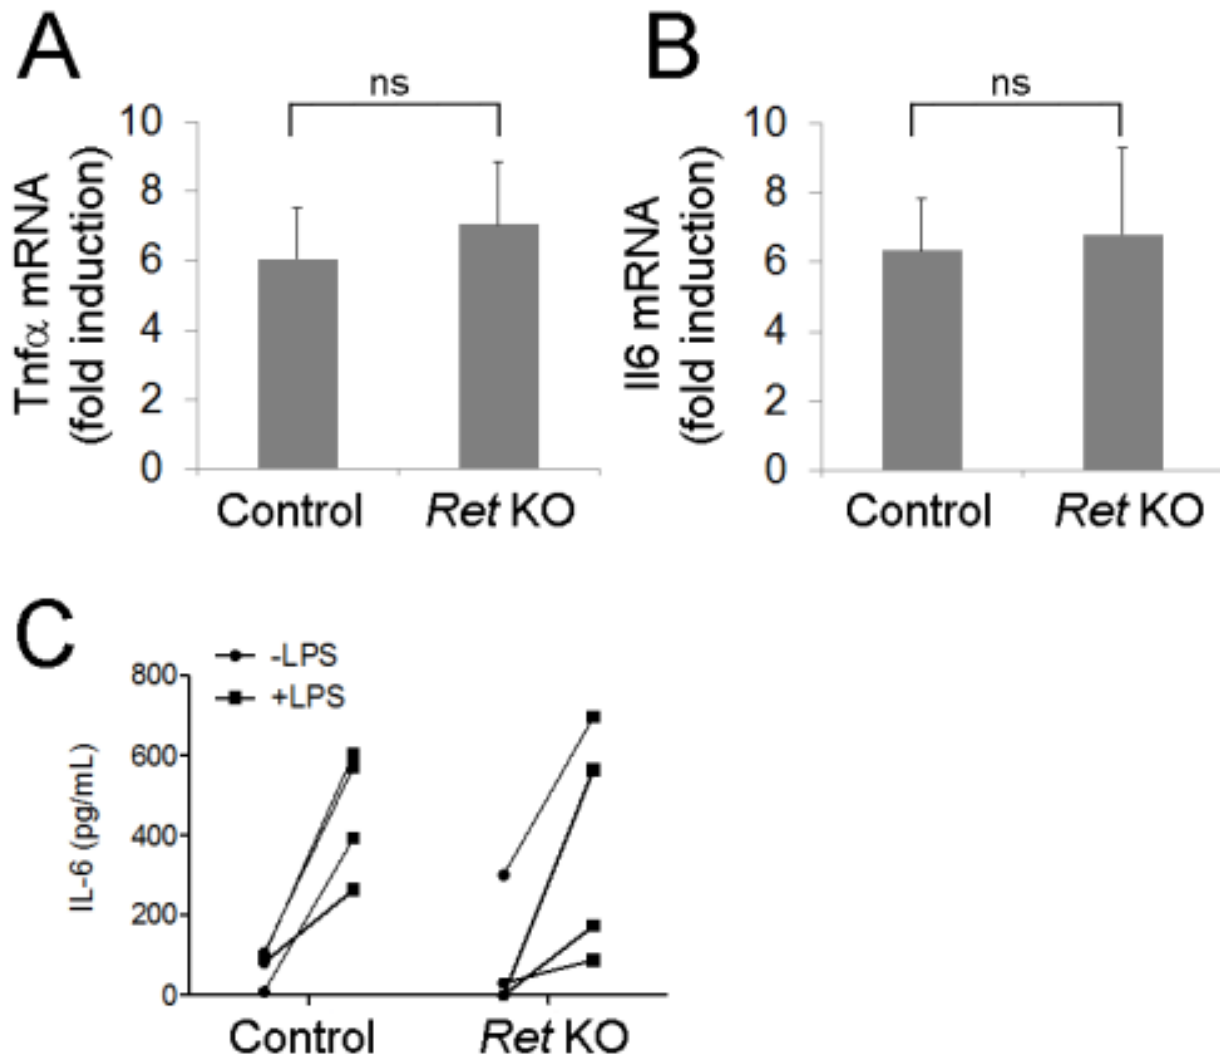 A
ns
10
8
6
4
2
0
Tnfα mRNA
(fold induction)
Control
Ret KO
B
ns
10
8
6
4
2
0
Il6 mRNA
(fold induction)
Control
Ret KO
C
-LPS
+LPS
800
600
400
200
0
IL-6 (pg/mL)
Control
Ret KO